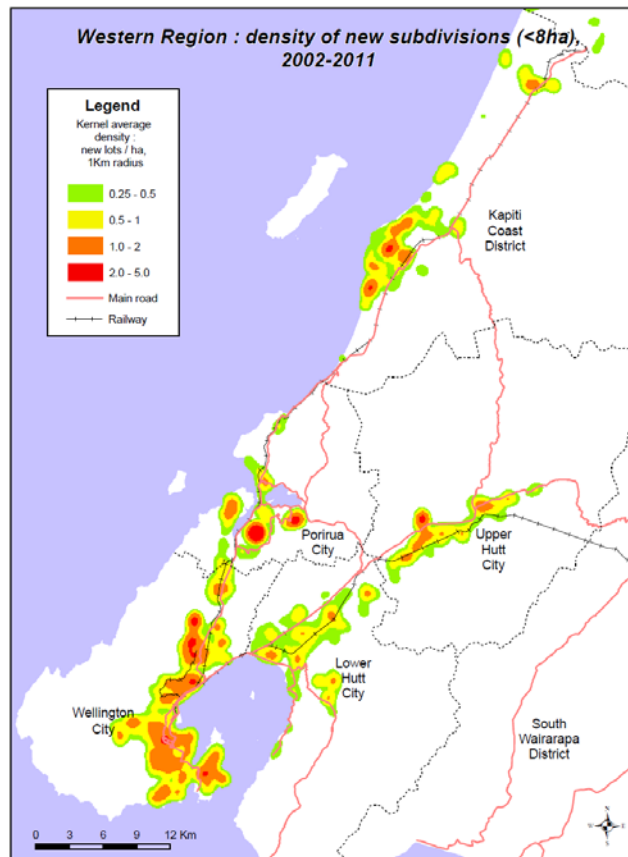 Western Region : density of new subdivisions (<8ha),
2002-2011
Legend
Kernel average
density :
new lots / ha,
1Km radius
0.25 - 0.5
0.5 - 1
1.0 - 2
2.0 - 5.0
Main road
Railway
Kapiti
Coast
District
Porirua
City
Upper
Hutt
City
Lower
Hutt
City
Wellington
City
South
Wairarapa
District
0 3 6 9 12 Km
N
W E
S